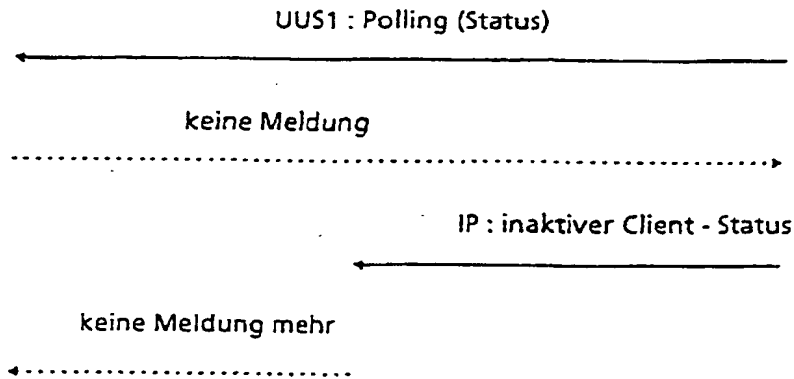 UUS1 : Polling (Status)
keine Meldung
IP : inaktiver Client - Status
keine Meldung mehr